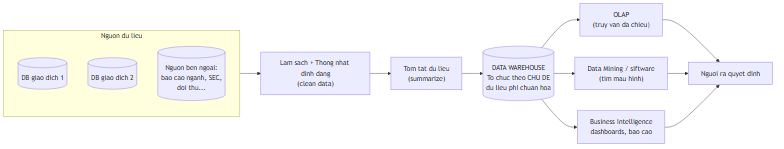 Nguon du lieu
DB giao dich 1
DB giao dich 2
Nguon ben ngoai:
bao cao nganh, SEC,
doi thu...
Lam sach + Thong nhat
dinh dang
(clean data)
Tom tat du lieu
(summarize)
DATA WAREHOUSE
To chuc theo CHU DE
du lieu phi chuan hoa
OLAP
(truy van da chieu)
Data Mining / siftware
(tim mau hinh)
Business Intelligence
dashboards, bao cao
Nguoi ra quyet dinh